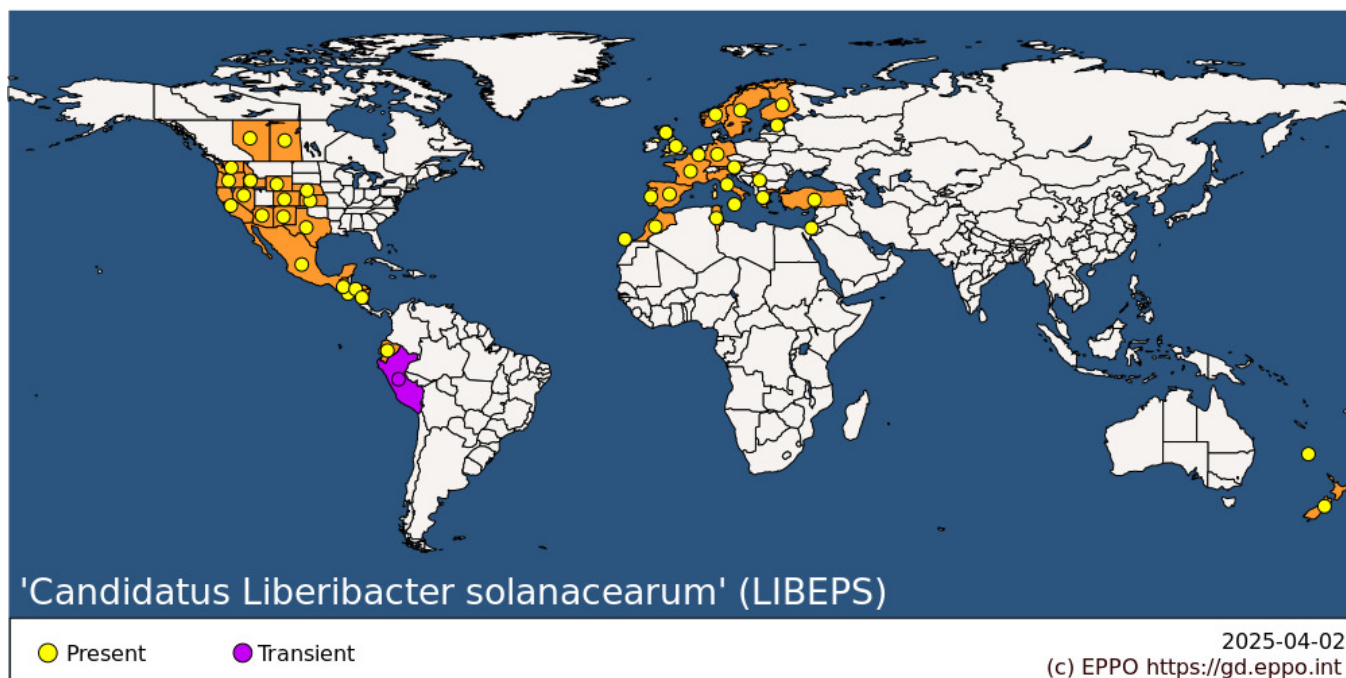 'Candidatus Liberibacter solanacearum' (LIBEPS)
Present
Transient
2025-04-02
(c) EPPO https://gd.eppo.int